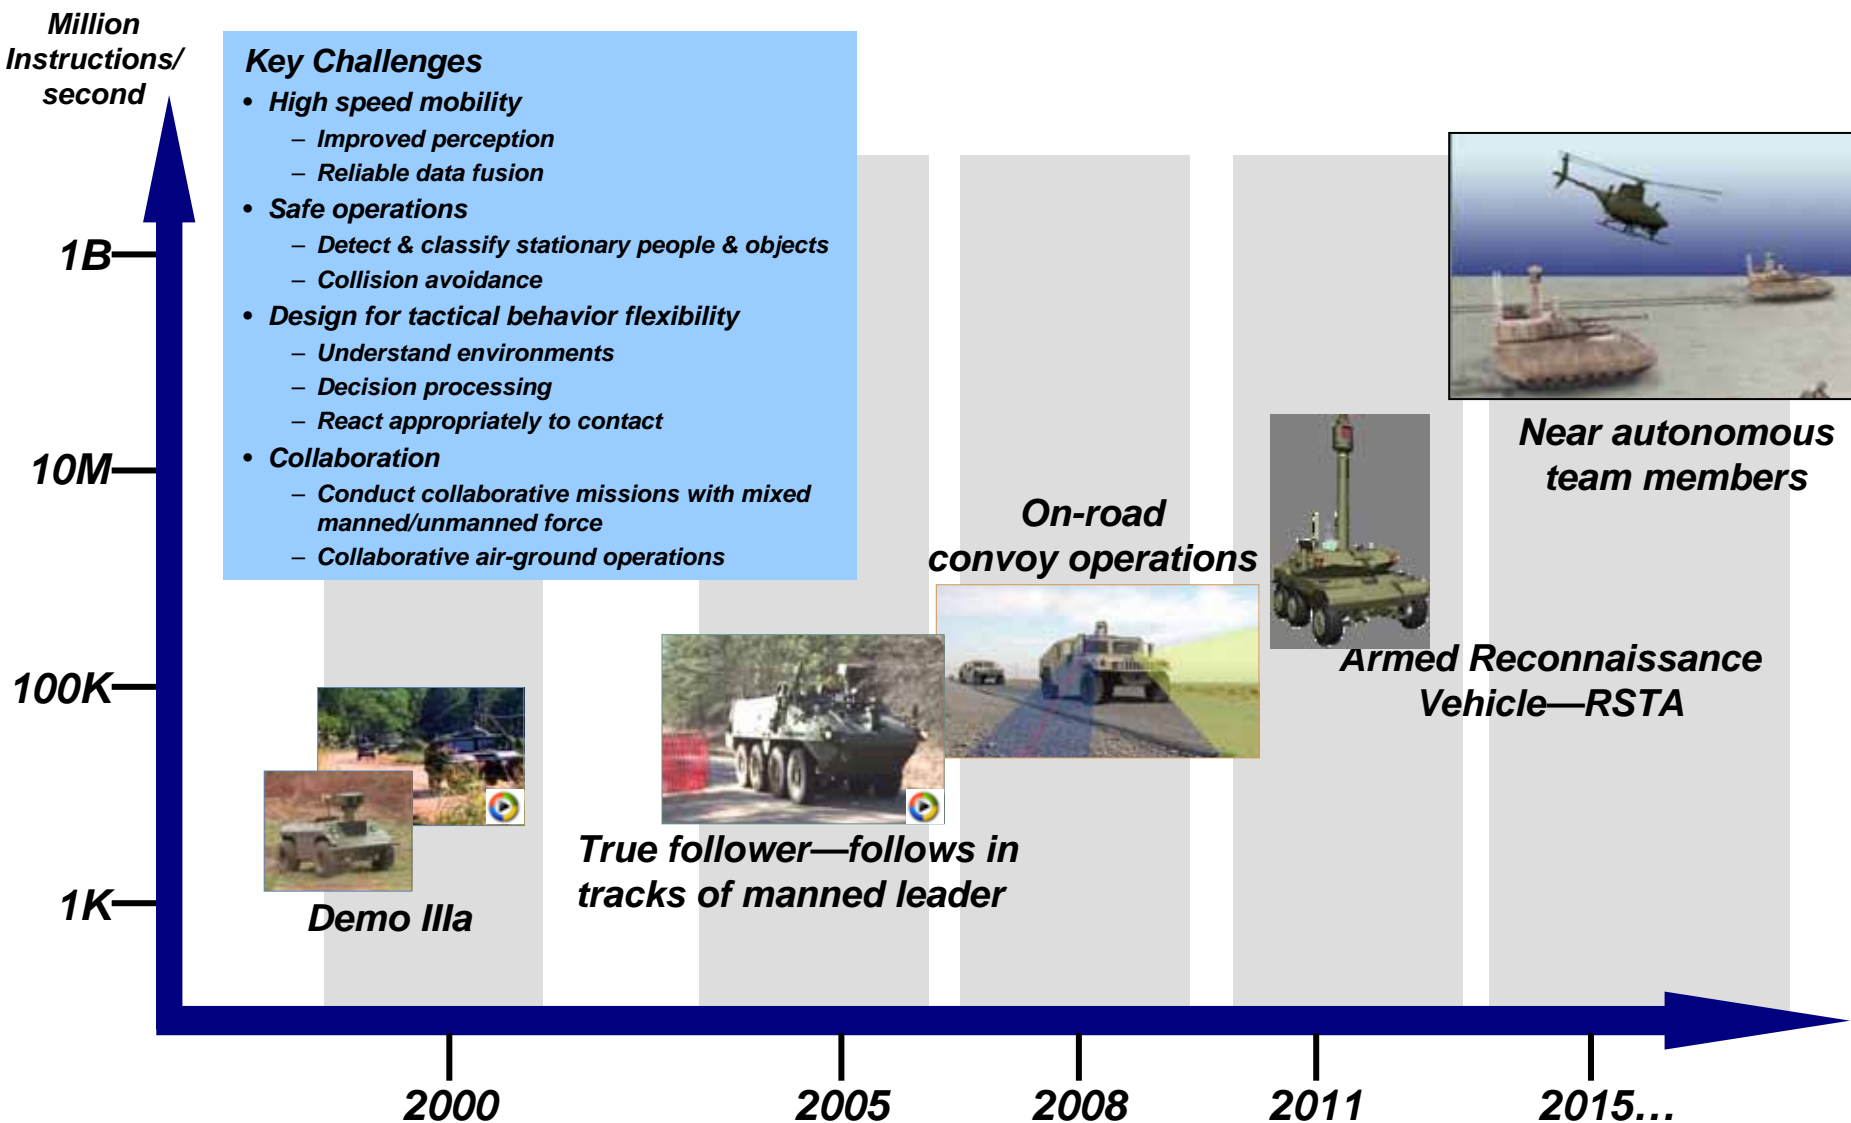 Million
Instructions/
second
Key Challenges
• High speed mobility
– Improved perception
– Reliable data fusion
• Safe operations
– Detect & classify stationary people & objects
– Collision avoidance
• Design for tactical behavior flexibility
– Understand environments
– Decision processing
– React appropriately to contact
• Collaboration
– Conduct collaborative missions with mixed
manned/unmanned force
– Collaborative air-ground operations
1B
10M
100K
1K
Near autonomous
team members
On-road
convoy operations
Armed Reconnaissance
Vehicle—RSTA
True follower—follows in
tracks of manned leader
Demo IIIa
2000
2005
2008
2011
2015…